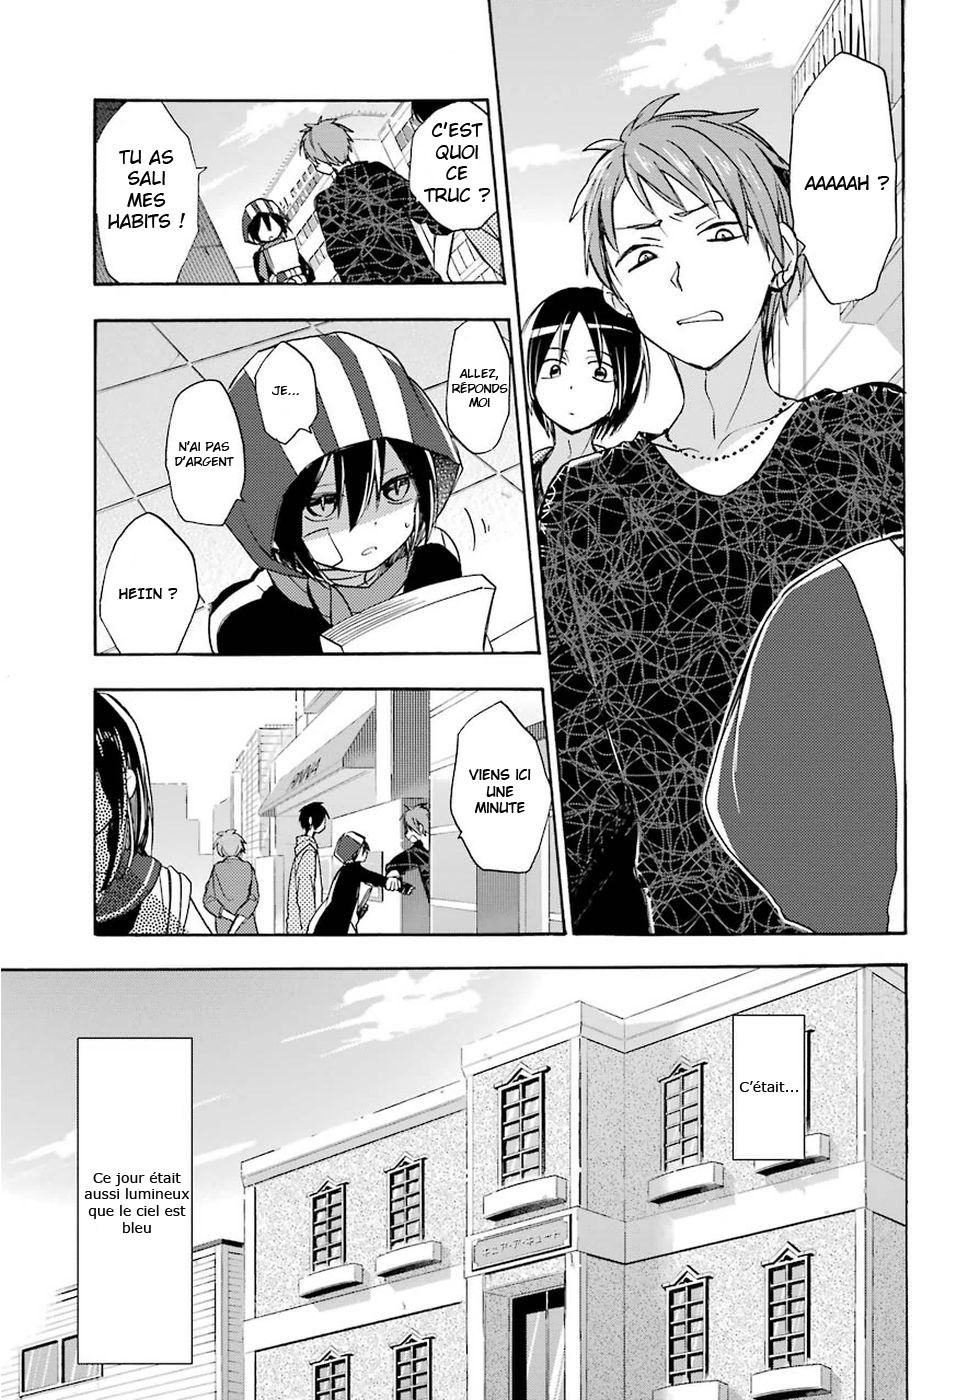 AAAAAH ?
C'EST
QUOI
CE
TRUC ?
TU AS
SALI
MES
HABITS !
ALLEZ,
RÉPONDS
MOI
JE...
N'AI PAS
D'ARGENT
HEIIN ?
VIENS ICI
UNE
MINUTE
C'était...
Ce jour était
aussi lumineux
que le ciel est
bleu